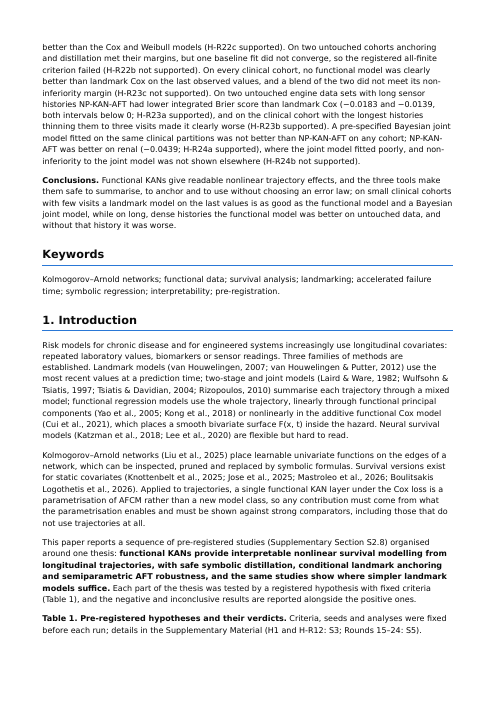 better than the Cox and Weibull models (H-R22c supported). On two untouched cohorts anchoring
and distillation met their margins, but one baseline fit did not converge, so the registered all-finite
criterion failed (H-R22b not supported). On every clinical cohort, no functional model was clearly
better than landmark Cox on the last observed values, and a blend of the two did not meet its non-
inferiority margin (H-R23c not supported). On two untouched engine data sets with long sensor
histories NP-KAN-AFT had lower integrated Brier score than landmark Cox (−0.0183 and −0.0139,
both intervals below 0; H-R23a supported), and on the clinical cohort with the longest histories
thinning them to three visits made it clearly worse (H-R23b supported). A pre-specified Bayesian joint
model fitted on the same clinical partitions was not better than NP-KAN-AFT on any cohort; NP-KAN-
AFT was better on renal (−0.0439; H-R24a supported), where the joint model fitted poorly, and non-
inferiority to the joint model was not shown elsewhere (H-R24b not supported).
Conclusions. Functional KANs give readable nonlinear trajectory effects, and the three tools make
them safe to summarise, to anchor and to use without choosing an error law; on small clinical cohorts
with few visits a landmark model on the last values is as good as the functional model and a Bayesian
joint model, while on long, dense histories the functional model was better on untouched data, and
without that history it was worse.
Keywords
Kolmogorov–Arnold networks; functional data; survival analysis; landmarking; accelerated failure
time; symbolic regression; interpretability; pre-registration.
1. Introduction
Risk models for chronic disease and for engineered systems increasingly use longitudinal covariates:
repeated laboratory values, biomarkers or sensor readings. Three families of methods are
established. Landmark models (van Houwelingen, 2007; van Houwelingen & Putter, 2012) use the
most recent values at a prediction time; two-stage and joint models (Laird & Ware, 1982; Wulfsohn &
Tsiatis, 1997; Tsiatis & Davidian, 2004; Rizopoulos, 2010) summarise each trajectory through a mixed
model; functional regression models use the whole trajectory, linearly through functional principal
components (Yao et al., 2005; Kong et al., 2018) or nonlinearly in the additive functional Cox model
(Cui et al., 2021), which places a smooth bivariate surface F(x, t) inside the hazard. Neural survival
models (Katzman et al., 2018; Lee et al., 2020) are flexible but hard to read.
Kolmogorov–Arnold networks (Liu et al., 2025) place learnable univariate functions on the edges of a
network, which can be inspected, pruned and replaced by symbolic formulas. Survival versions exist
for static covariates (Knottenbelt et al., 2025; Jose et al., 2025; Mastroleo et al., 2026; Boulitsakis
Logothetis et al., 2026). Applied to trajectories, a single functional KAN layer under the Cox loss is a
parametrisation of AFCM rather than a new model class, so any contribution must come from what
the parametrisation enables and must be shown against strong comparators, including those that do
not use trajectories at all.
This paper reports a sequence of pre-registered studies (Supplementary Section S2.8) organised
around one thesis: functional KANs provide interpretable nonlinear survival modelling from
longitudinal trajectories, with safe symbolic distillation, conditional landmark anchoring
and semiparametric AFT robustness, and the same studies show where simpler landmark
models suffice. Each part of the thesis was tested by a registered hypothesis with fixed criteria
(Table 1), and the negative and inconclusive results are reported alongside the positive ones.
Table 1. Pre-registered hypotheses and their verdicts. Criteria, seeds and analyses were fixed
before each run; details in the Supplementary Material (H1 and H-R12: S3; Rounds 15–24: S5).